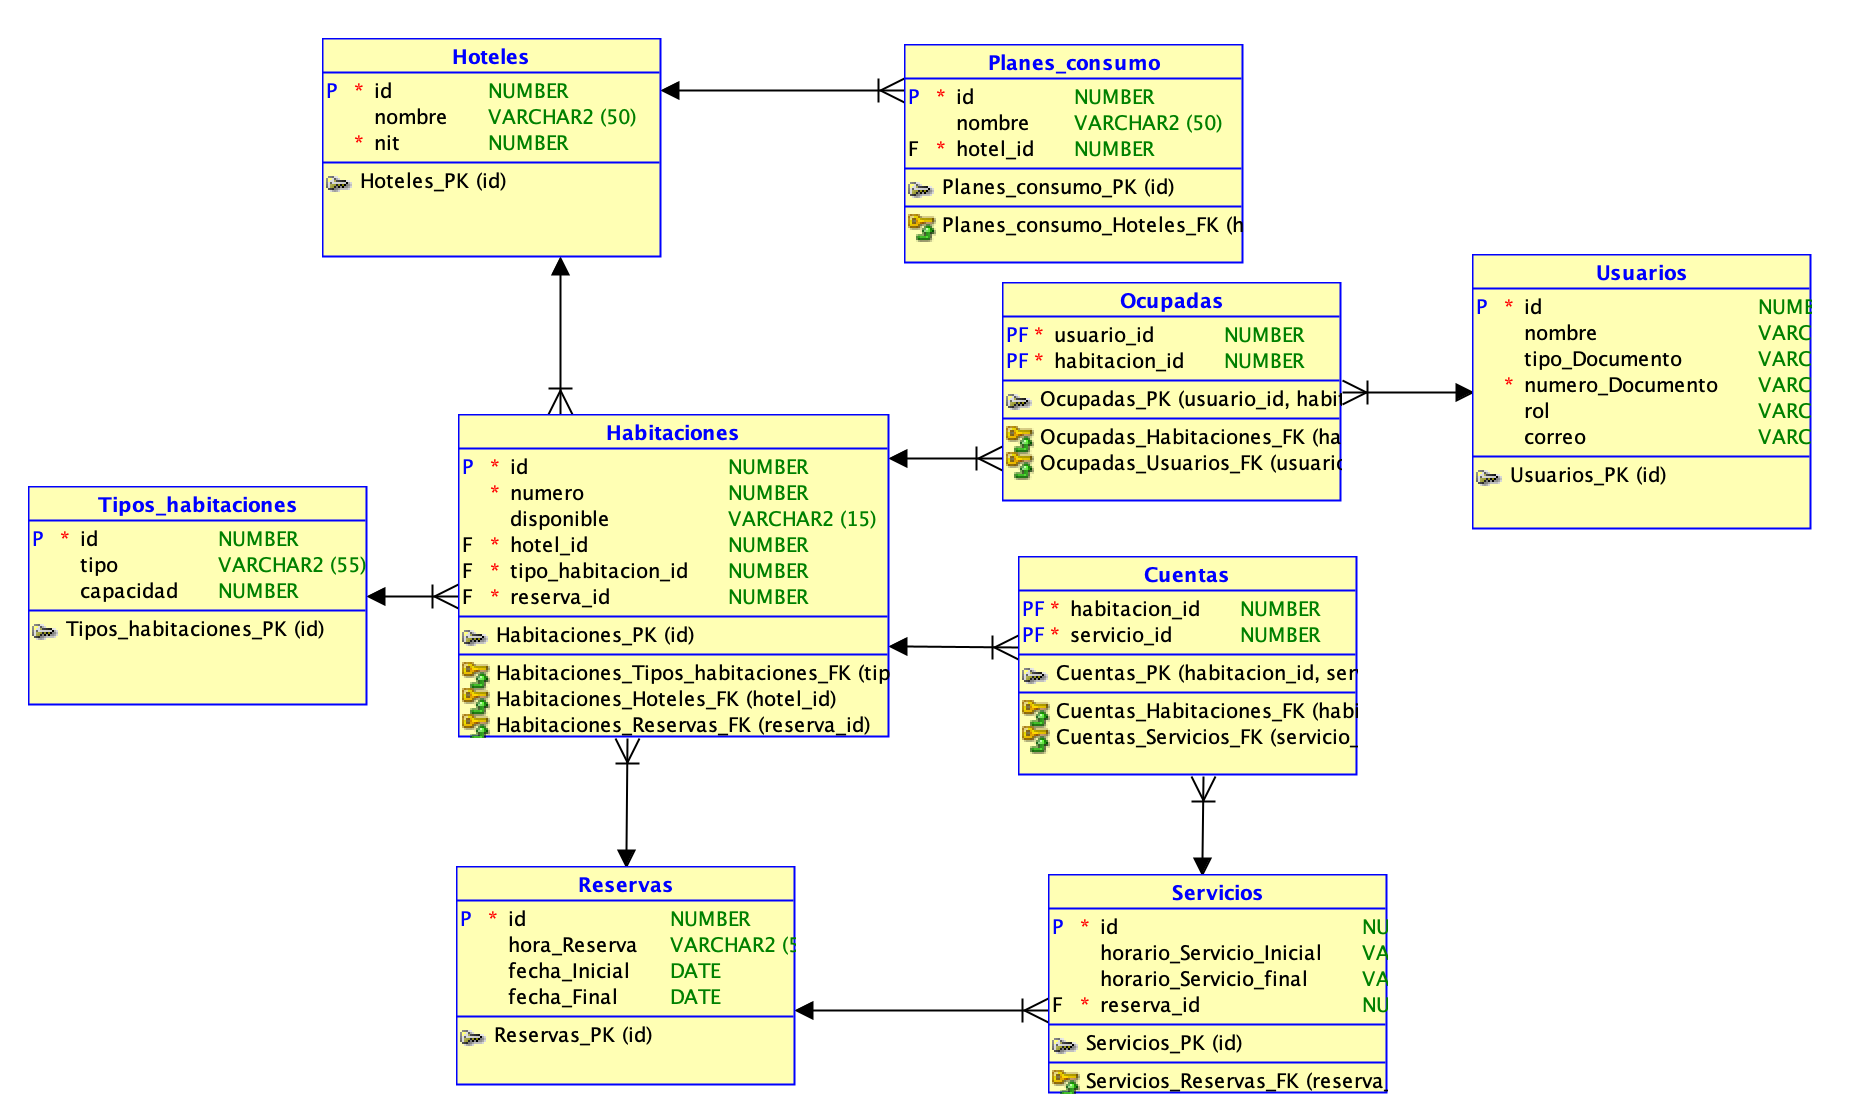 Hoteles
P * id NUMBER
nombre VARCHAR2 (50)
* nit NUMBER
Hoteles_PK (id)
Planes_consumo
P * id NUMBER
nombre VARCHAR2 (50)
F * hotel_id NUMBER
Planes_consumo_PK (id)
Planes_consumo_Hoteles_FK (h
Ocupadas
PF * usuario_id NUMBER
PF * habitacion_id NUMBER
Ocupadas_PK (usuario_id, habi
Ocupadas_Habitaciones_FK (ha
Ocupadas_Usuarios_FK (usuari
Usuarios
P * id NUM
nombre VARC
tipo_Documento VARC
* numero_Documento VARC
rol VARC
correo VARC
Usuarios_PK (id)
Habitaciones
P * id NUMBER
* numero NUMBER
disponible VARCHAR2 (15)
F * hotel_id NUMBER
F * tipo_habitacion_id NUMBER
F * reserva_id NUMBER
Habitaciones_PK (id)
Habitaciones_Tipos_habitaciones_FK (tip
Habitaciones_Hoteles_FK (hotel_id)
Habitaciones_Reservas_FK (reserva_id)
Tipos_habitaciones
P * id NUMBER
tipo VARCHAR2 (55)
capacidad NUMBER
Tipos_habitaciones_PK (id)
Cuentas
PF * habitacion_id NUMBER
PF * servicio_id NUMBER
Cuentas_PK (habitacion_id, ser
Cuentas_Habitaciones_FK (habi
Cuentas_Servicios_FK (servicio_
Reservas
P * id NUMBER
hora_Reserva VARCHAR2 (5
fecha_Inicial DATE
fecha_Final DATE
Reservas_PK (id)
Servicios
P * id NU
horario_Servicio_Inicial VA
horario_Servicio_final VA
F * reserva_id NU
Servicios_PK (id)
Servicios_Reservas_FK (reserva_